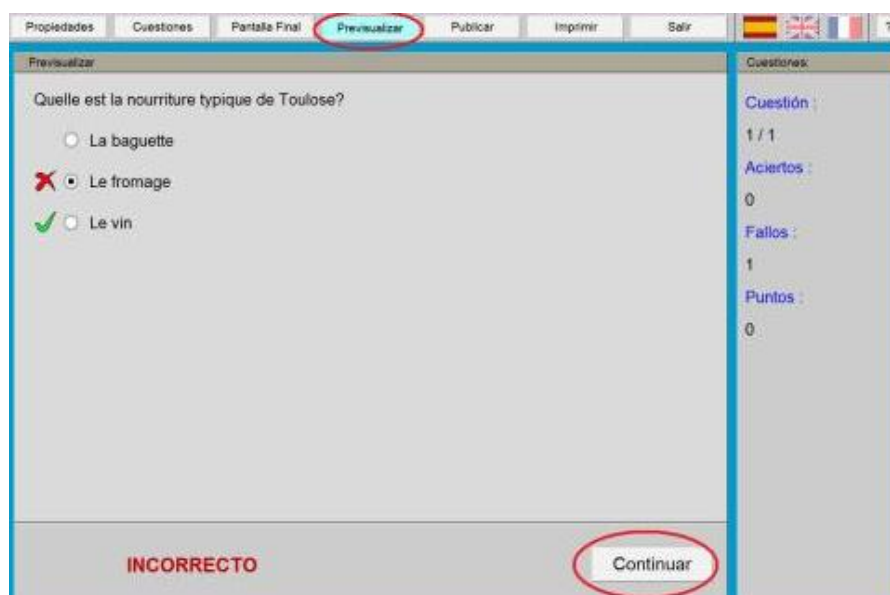 Propiedades Cuestiones Pantalla Final Previsualizar Publicar Imprimir Salir
Previsualizar
Cuestiones:
Quelle est la nourriture typique de Toulose?
La baguette
Le fromage
Le vin
Cuestión :
1 / 1
Aciertos :
0
Fallos :
1
Puntos :
0
INCORRECTO
Continuar